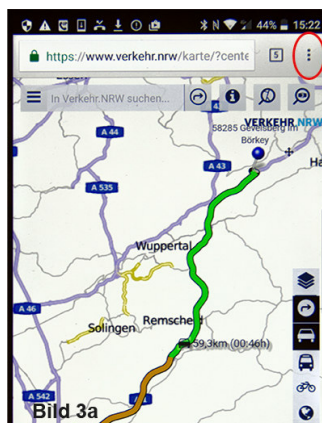 44% 15:22
https://www.verkehr.nrw/karte/?cente
5
In Verkehr.NRW suchen...
VERKEHR.NRW
58285 Gevelsberg Im
Börkey
A 44
A 43
A 535
Ha
Wuppertal
A 46
Remscheid
Solingen
59,3km (00:46h)
A 542
Bild 3a